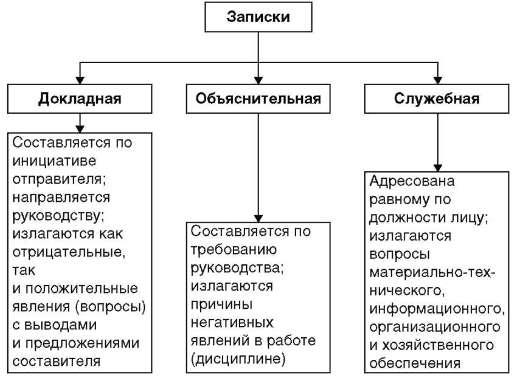 Записки
Докладная
Объяснительная
Служебная
Составляется по
инициативе
отправителя;
направляется
руководству;
излагаются как
отрицательные,
так
и положительные
явления (вопросы)
с выводами
и предложениями
составителя
Составляется по
требованию
руководства;
излагаются
причины
негативных
явлений в работе
(дисциплине)
Адресована
равному по
должности лицу;
излагаются
вопросы
материально-тех-
нического,
информационного,
организационного
и хозяйственного
обеспечения